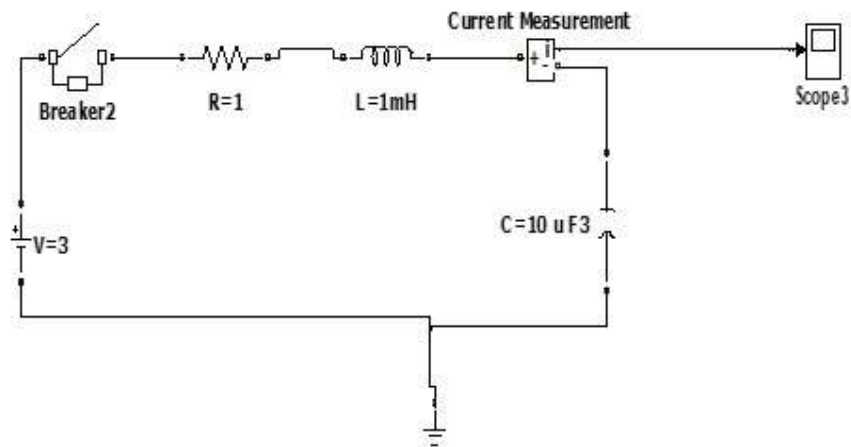 Current Measurement
i
+
-
Breaker2
R=1
L=1mH
Scope3
+
V=3
C=10 u F3